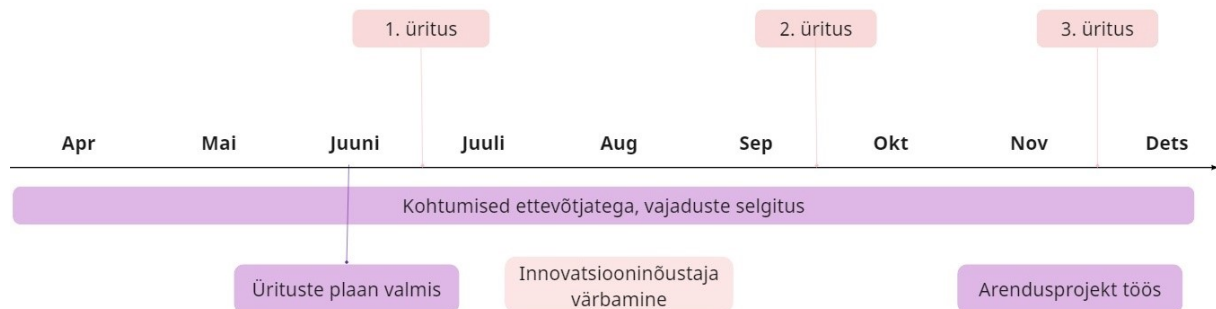 1. üritus
2. üritus
3. üritus
Apr
Mai
Juuni
Juuli
Aug
Sep
Okt
Nov
Dets
Kohtumised ettevõtjatega, vajaduste selgitus
Ürituste plaan valmis
Innovatsiooninõustaja
värbamine
Arendusprojekt töös